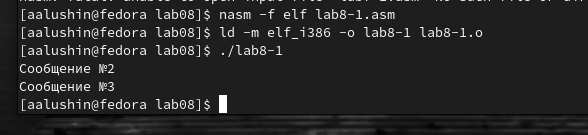 [aalushin@fedora lab08]$ nasm -f elf lab8-1.asm
[aalushin@fedora lab08]$ ld -m elf_i386 -o lab8-1 lab8-1.o
[aalushin@fedora lab08]$ ./lab8-1
Сообщение №2
Сообщение №3
[aalushin@fedora lab08]$